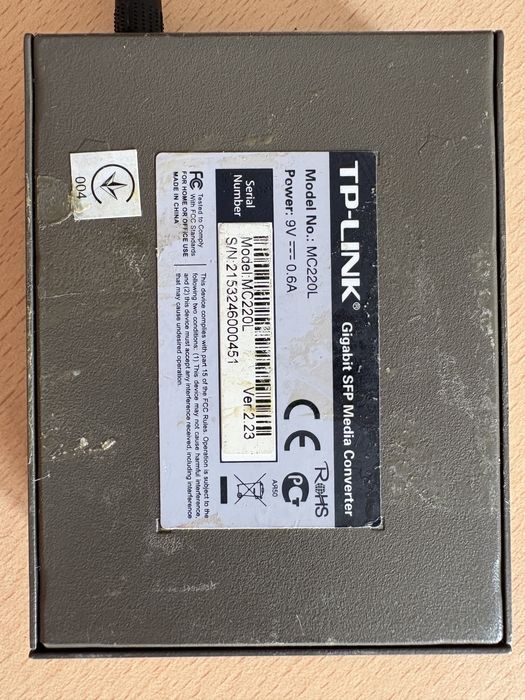 TP-LINK® Gigabit SFP Media Converter
Model No.: MC220L
Power: 9V ⎓ 0.6A
Serial
Number
Model:MC220L Ver:2.23
S/N:2153246000451
CE
RoHS
PG
AR50
FC Tested to Comply
With FCC Standards
FOR HOME OR OFFICE USE
MADE IN CHINA
This device complies with part 15 of the FCC Rules. Operation is subject to the
following two conditions: (1) This device may not cause harmful interference,
and (2) this device must accept any interference received, including interference
that may cause undesired operation.
004